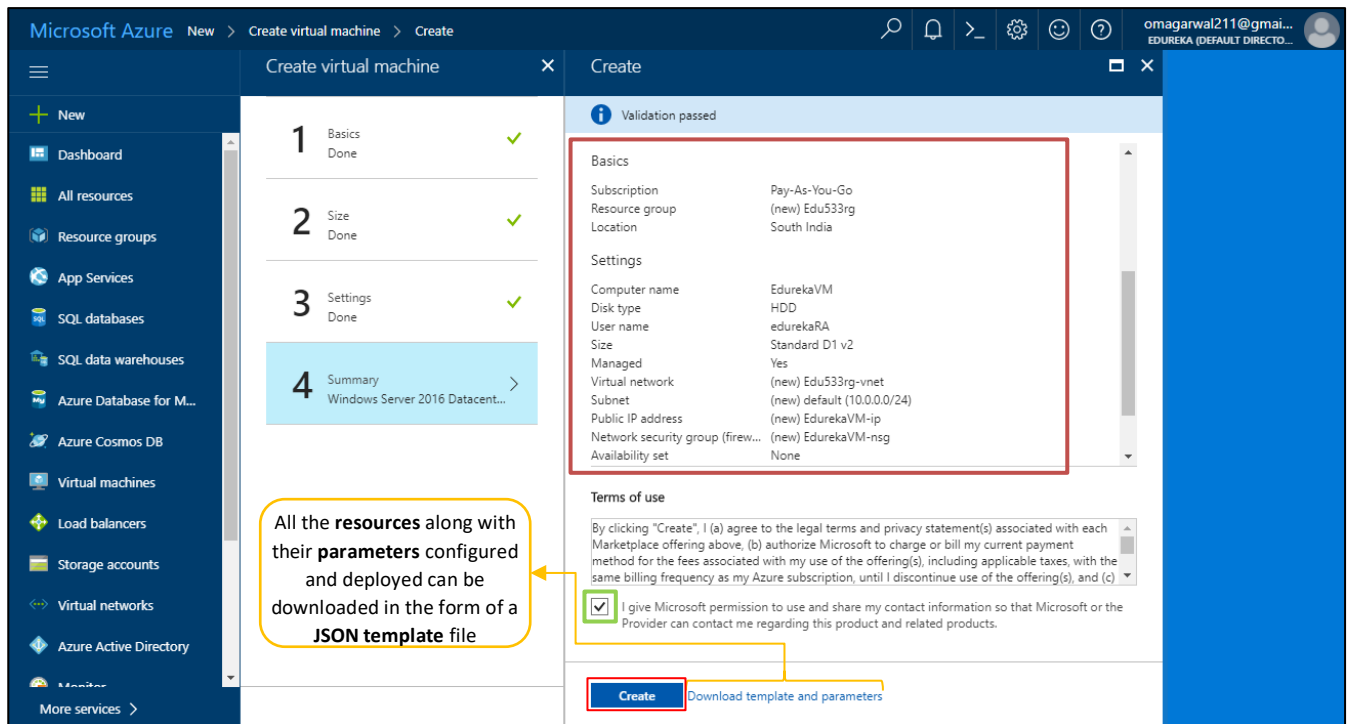 Microsoft Azure New > Create virtual machine > Create
omagarwal211@gmai...
EDUREKA (DEFAULT DIRECTO...
New
Dashboard
All resources
Resource groups
App Services
SQL databases
SQL data warehouses
Azure Database for M...
Azure Cosmos DB
Virtual machines
Load balancers
Storage accounts
Virtual networks
Azure Active Directory
Monitor
More services >
Create virtual machine
1 Basics
Done
2 Size
Done
3 Settings
Done
4 Summary
Windows Server 2016 Datacent...
All the resources along with
their parameters configured
and deployed can be
downloaded in the form of a
JSON template file
Create
Validation passed
Basics
Subscription Pay-As-You-Go
Resource group (new) Edu533rg
Location South India
Settings
Computer name EdurekaVM
Disk type HDD
User name edurekaRA
Size Standard D1 v2
Managed Yes
Virtual network (new) Edu533rg-vnet
Subnet (new) default (10.0.0.0/24)
Public IP address (new) EdurekaVM-ip
Network security group (firew... (new) EdurekaVM-nsg
Availability set None
Terms of use
By clicking "Create", I (a) agree to the legal terms and privacy statement(s) associated with each
Marketplace offering above, (b) authorize Microsoft to charge or bill my current payment
method for the fees associated with my use of the offering(s), including applicable taxes, with the
same billing frequency as my Azure subscription, until I discontinue use of the offering(s), and (c)
I give Microsoft permission to use and share my contact information so that Microsoft or the
Provider can contact me regarding this product and related products.
Create Download template and parameters